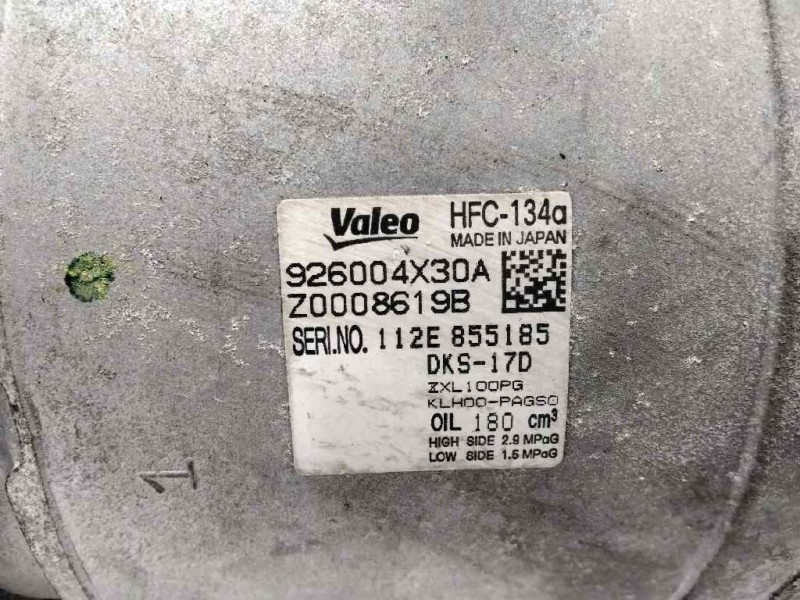 Valeo HFC-134a
MADE IN JAPAN
926004X30A
Z0008619B
SERI.NO. 112E 855185
DKS-17D
ZXL100PG
KLH00-PAGS0
OIL 180 cm³
HIGH SIDE 2.9 MPaG
LOW SIDE 1.5 MPaG
1